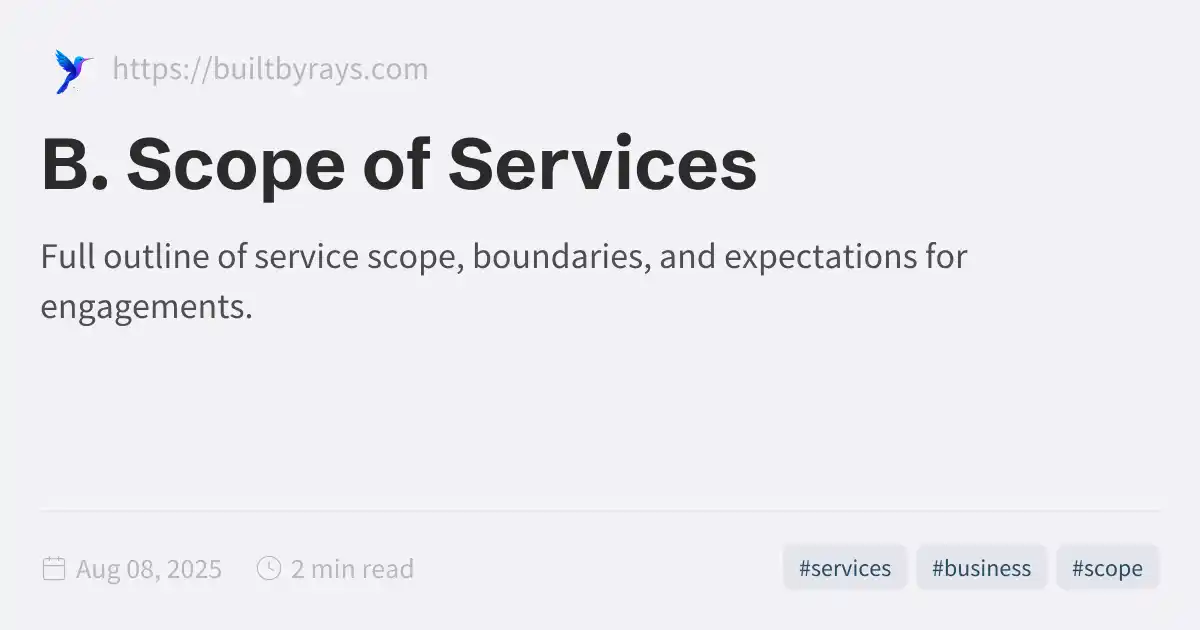 https://builtbyrays.com
B. Scope of Services
Full outline of service scope, boundaries, and expectations for
engagements.
Aug 08, 2025 2 min read #services #business #scope